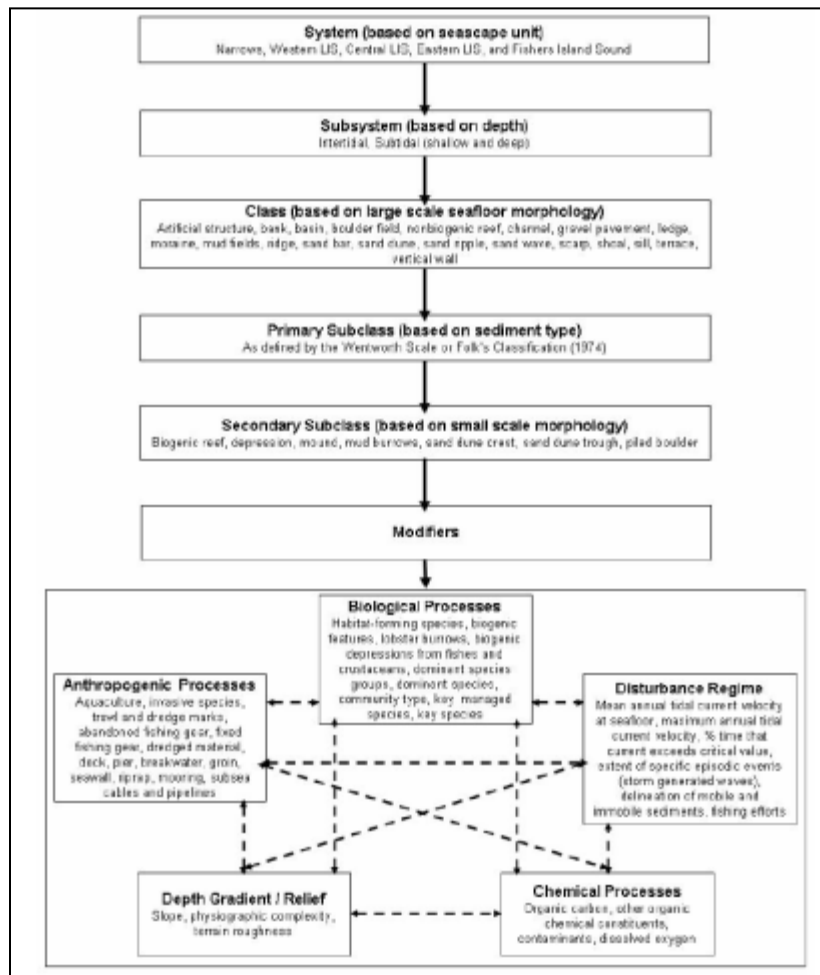 System (based on seascape unit)
Narrows, Western LIS, Central LIS, Eastern LIS, and Fishers Island Sound
Subsystem (based on depth)
Intertidal, Subtidal (shallow and deep)
Class (based on large scale seafloor morphology)
Artificial structure, bank, basin, boulder field, nonbiogenic reef, channel, gravel pavement, ledge,
moraine, mud fields, ridge, sand bar, sand dune, sand ripple, sand wave, scarp, shoal, sill, terrace,
vertical wall
Primary Subclass (based on sediment type)
As defined by the Wentworth Scale or Folk's Classification (1974)
Secondary Subclass (based on small scale morphology)
Biogenic reef, depression, mound, mud burrows, sand dune crest, sand dune trough, piled boulder
Modifiers
Biological Processes
Habitat-forming species, biogenic
features, lobster burrows, biogenic
depressions from fishes and
crustaceans, dominant species
groups, dominant species,
community type, key managed
species, key species
Anthropogenic Processes
Aquaculture, invasive species,
trawl and dredge marks,
abandoned fishing gear, fixed
fishing gear, dredged material,
dock, pier, breakwater, groin,
seawall, riprap, mooring, subsea
cables and pipelines
Disturbance Regime
Mean annual tidal current velocity
at seafloor, maximum annual tidal
current velocity, % time that
current exceeds critical value,
extent of specific episodic events
(storm generated waves),
delineation of mobile and
immobile sediments, fishing efforts
Depth Gradient / Relief
Slope, physiographic complexity,
terrain roughness
Chemical Processes
Organic carbon, other organic
chemical constituents,
contaminants, dissolved oxygen